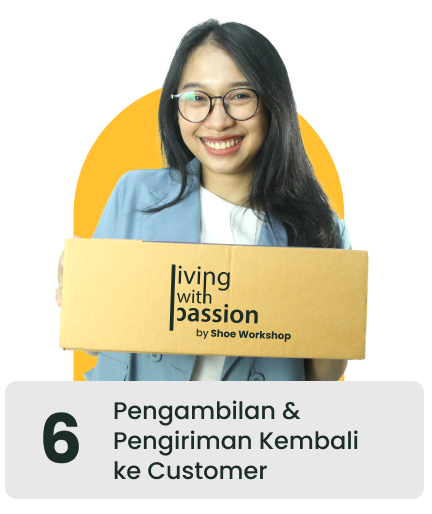 living
with
passion
by Shoe Workshop
6
Pengambilan &
Pengiriman Kembali
ke Customer